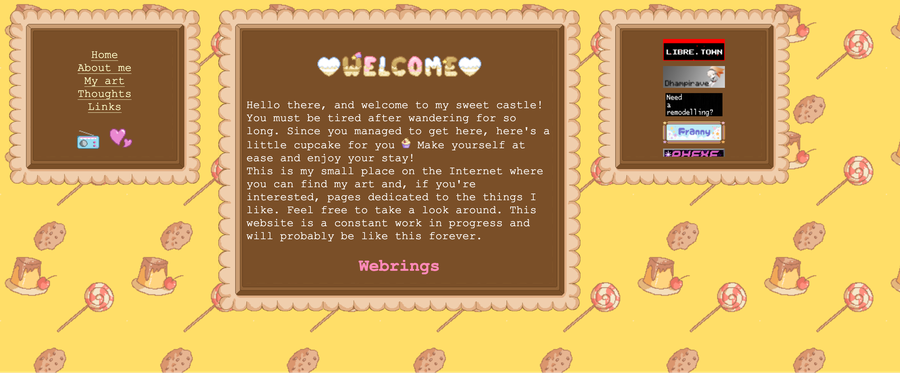 Home
About me
My art
Thoughts
Links
WELCOME
Hello there, and welcome to my sweet castle!
You must be tired after wandering for so
long. Since you managed to get here, here's a
little cupcake for you 🧁 Make yourself at
ease and enjoy your stay!
This is my small place on the Internet where
you can find my art and, if you're
interested, pages dedicated to the things I
like. Feel free to take a look around. This
website is a constant work in progress and
will probably be like this forever.
Webrings
LIBRE.TOWN
Dhampirave
Need
a
remodelling?
Franny